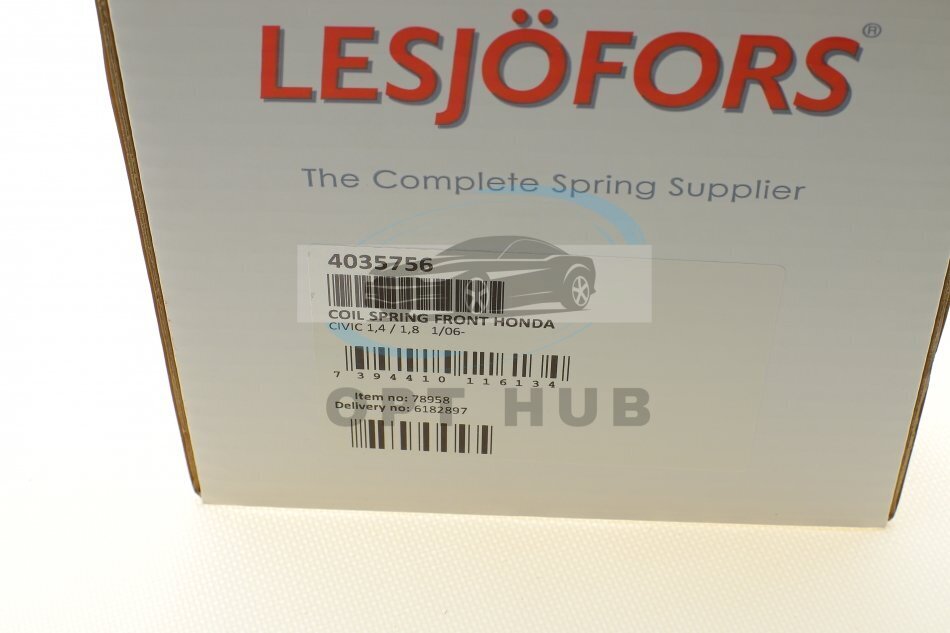 LESJÖFORS®
The Complete Spring Supplier
4035756
COIL SPRING FRONT HONDA
CIVIC 1,4 / 1,8 1/06-
7 394410 116134
Item no: 78958
Delivery no: 6182897
OPT HUB